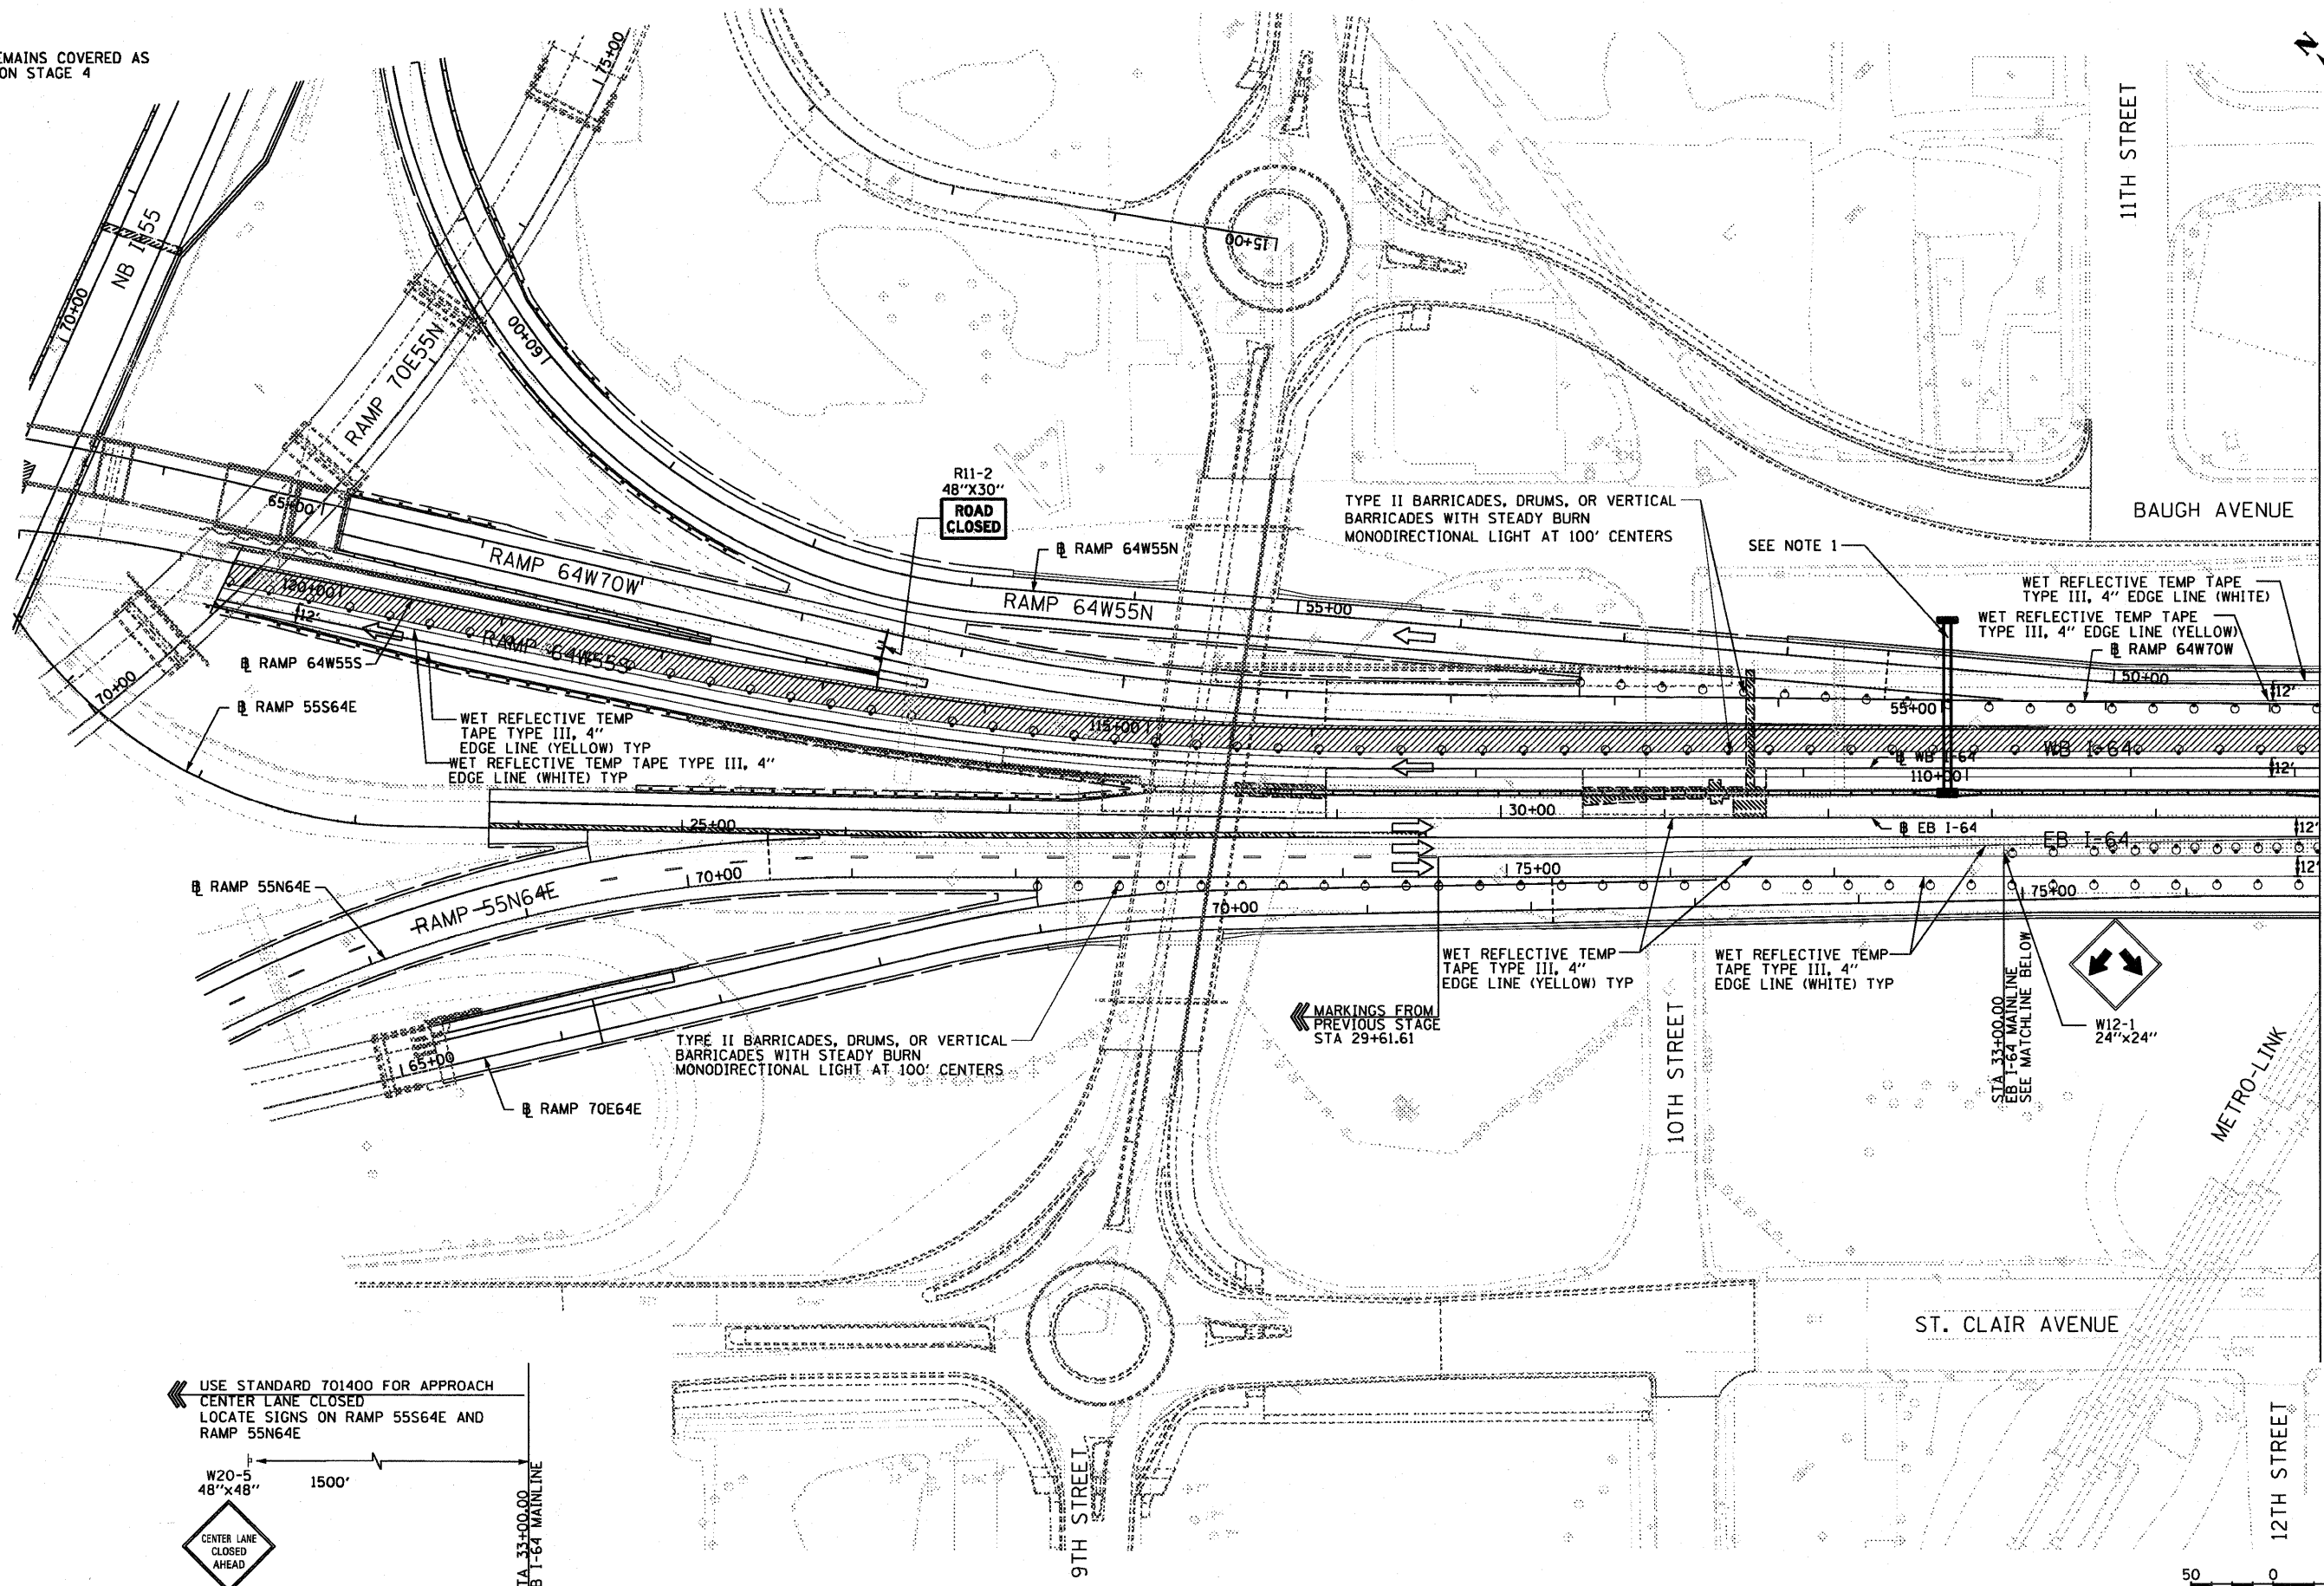 EMAINS COVERED AS
ON STAGE 4
N
75+00
NB I-55
70+00
RAMP 70E55N
60+00
15+00
11TH STREET
BAUGH AVENUE
R11-2
48"X30"
ROAD
CLOSED
TYPE II BARRICADES, DRUMS, OR VERTICAL
BARRICADES WITH STEADY BURN
MONODIRECTIONAL LIGHT AT 100' CENTERS
SEE NOTE 1
WET REFLECTIVE TEMP TAPE
TYPE III, 4" EDGE LINE (WHITE)
WET REFLECTIVE TEMP TAPE
TYPE III, 4" EDGE LINE (YELLOW)
RAMP 64W70W
65+00
RAMP 64W70W
RAMP 64W55N
RAMP 64W55N
55+00
50+00
12'
120+00
12'
RAMP 64W55S
RAMP 64W55S
115+00
55+00
WB I-64
WB I-64
110+00
12'
70+00
RAMP 55S64E
WET REFLECTIVE TEMP
TAPE TYPE III, 4"
EDGE LINE (YELLOW) TYP
WET REFLECTIVE TEMP TAPE TYPE III, 4"
EDGE LINE (WHITE) TYP
25+00
30+00
EB I-64
EB I-64
12'
12'
RAMP 55N64E
RAMP 55N64E
70+00
75+00
70+00
75+00
WET REFLECTIVE TEMP
TAPE TYPE III, 4"
EDGE LINE (YELLOW) TYP
WET REFLECTIVE TEMP
TAPE TYPE III, 4"
EDGE LINE (WHITE) TYP
MARKINGS FROM
PREVIOUS STAGE
STA 29+61.61
STA 33+00.00
EB I-64 MAINLINE
SEE MATCHLINE BELOW
W12-1
24"x24"
TYPE II BARRICADES, DRUMS, OR VERTICAL
BARRICADES WITH STEADY BURN
MONODIRECTIONAL LIGHT AT 100' CENTERS
65+00
RAMP 70E64E
10TH STREET
METRO-LINK
ST. CLAIR AVENUE
USE STANDARD 701400 FOR APPROACH
CENTER LANE CLOSED
LOCATE SIGNS ON RAMP 55S64E AND
RAMP 55N64E
W20-5
48"x48"
1500'
CENTER LANE
CLOSED
AHEAD
TA 33+00.00
B I-64 MAINLINE
9TH STREET
12TH STREET
50
0